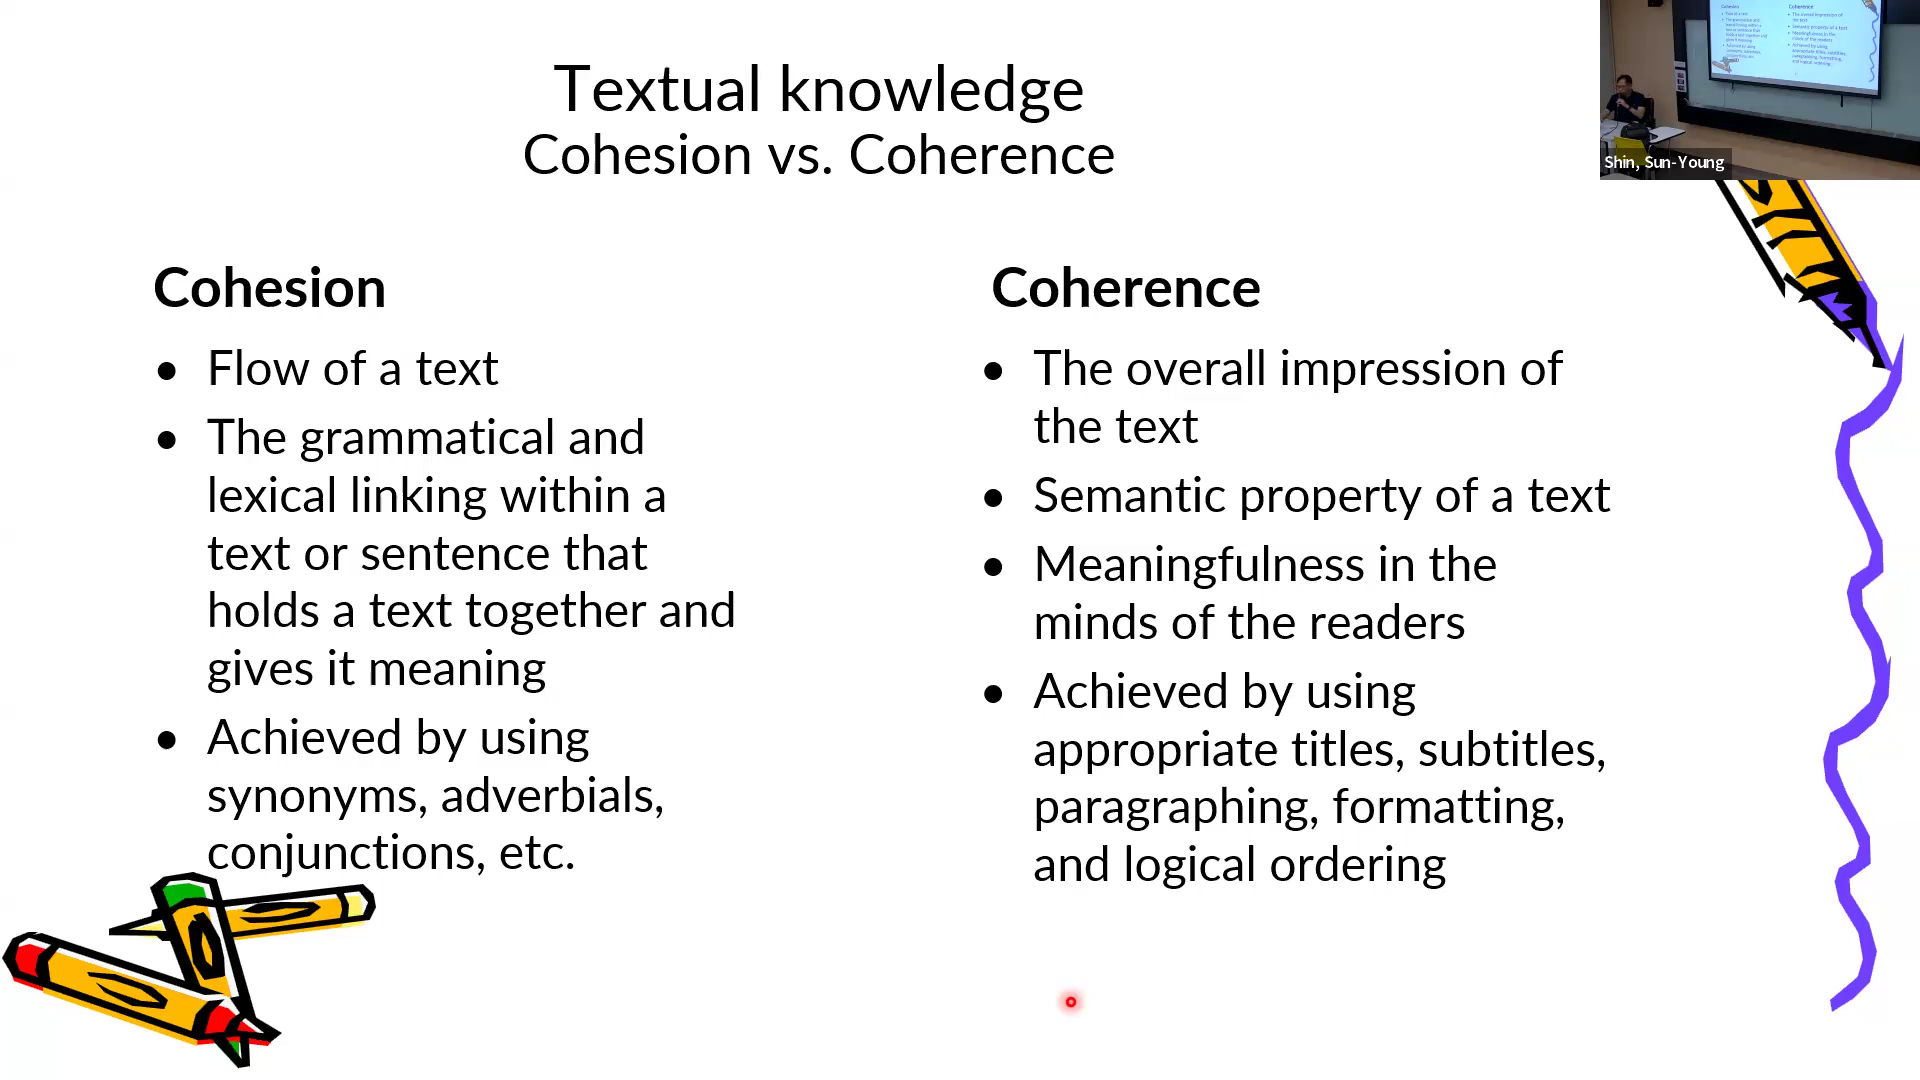 Textual knowledge
Cohesion vs. Coherence
Cohesion
• Flow of a text
• The grammatical and
lexical linking within a
text or sentence that
holds a text together and
gives it meaning
• Achieved by using
synonyms, adverbials,
conjunctions, etc.
Coherence
• The overall impression of
the text
• Semantic property of a text
• Meaningfulness in the
minds of the readers
• Achieved by using
appropriate titles, subtitles,
paragraphing, formatting,
and logical ordering
Shin, Sun-Young